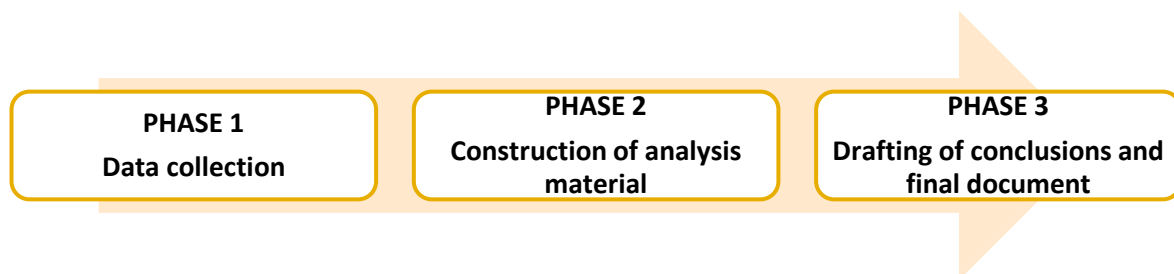 PHASE 1
Data collection
PHASE 2
Construction of analysis
material
PHASE 3
Drafting of conclusions and
final document